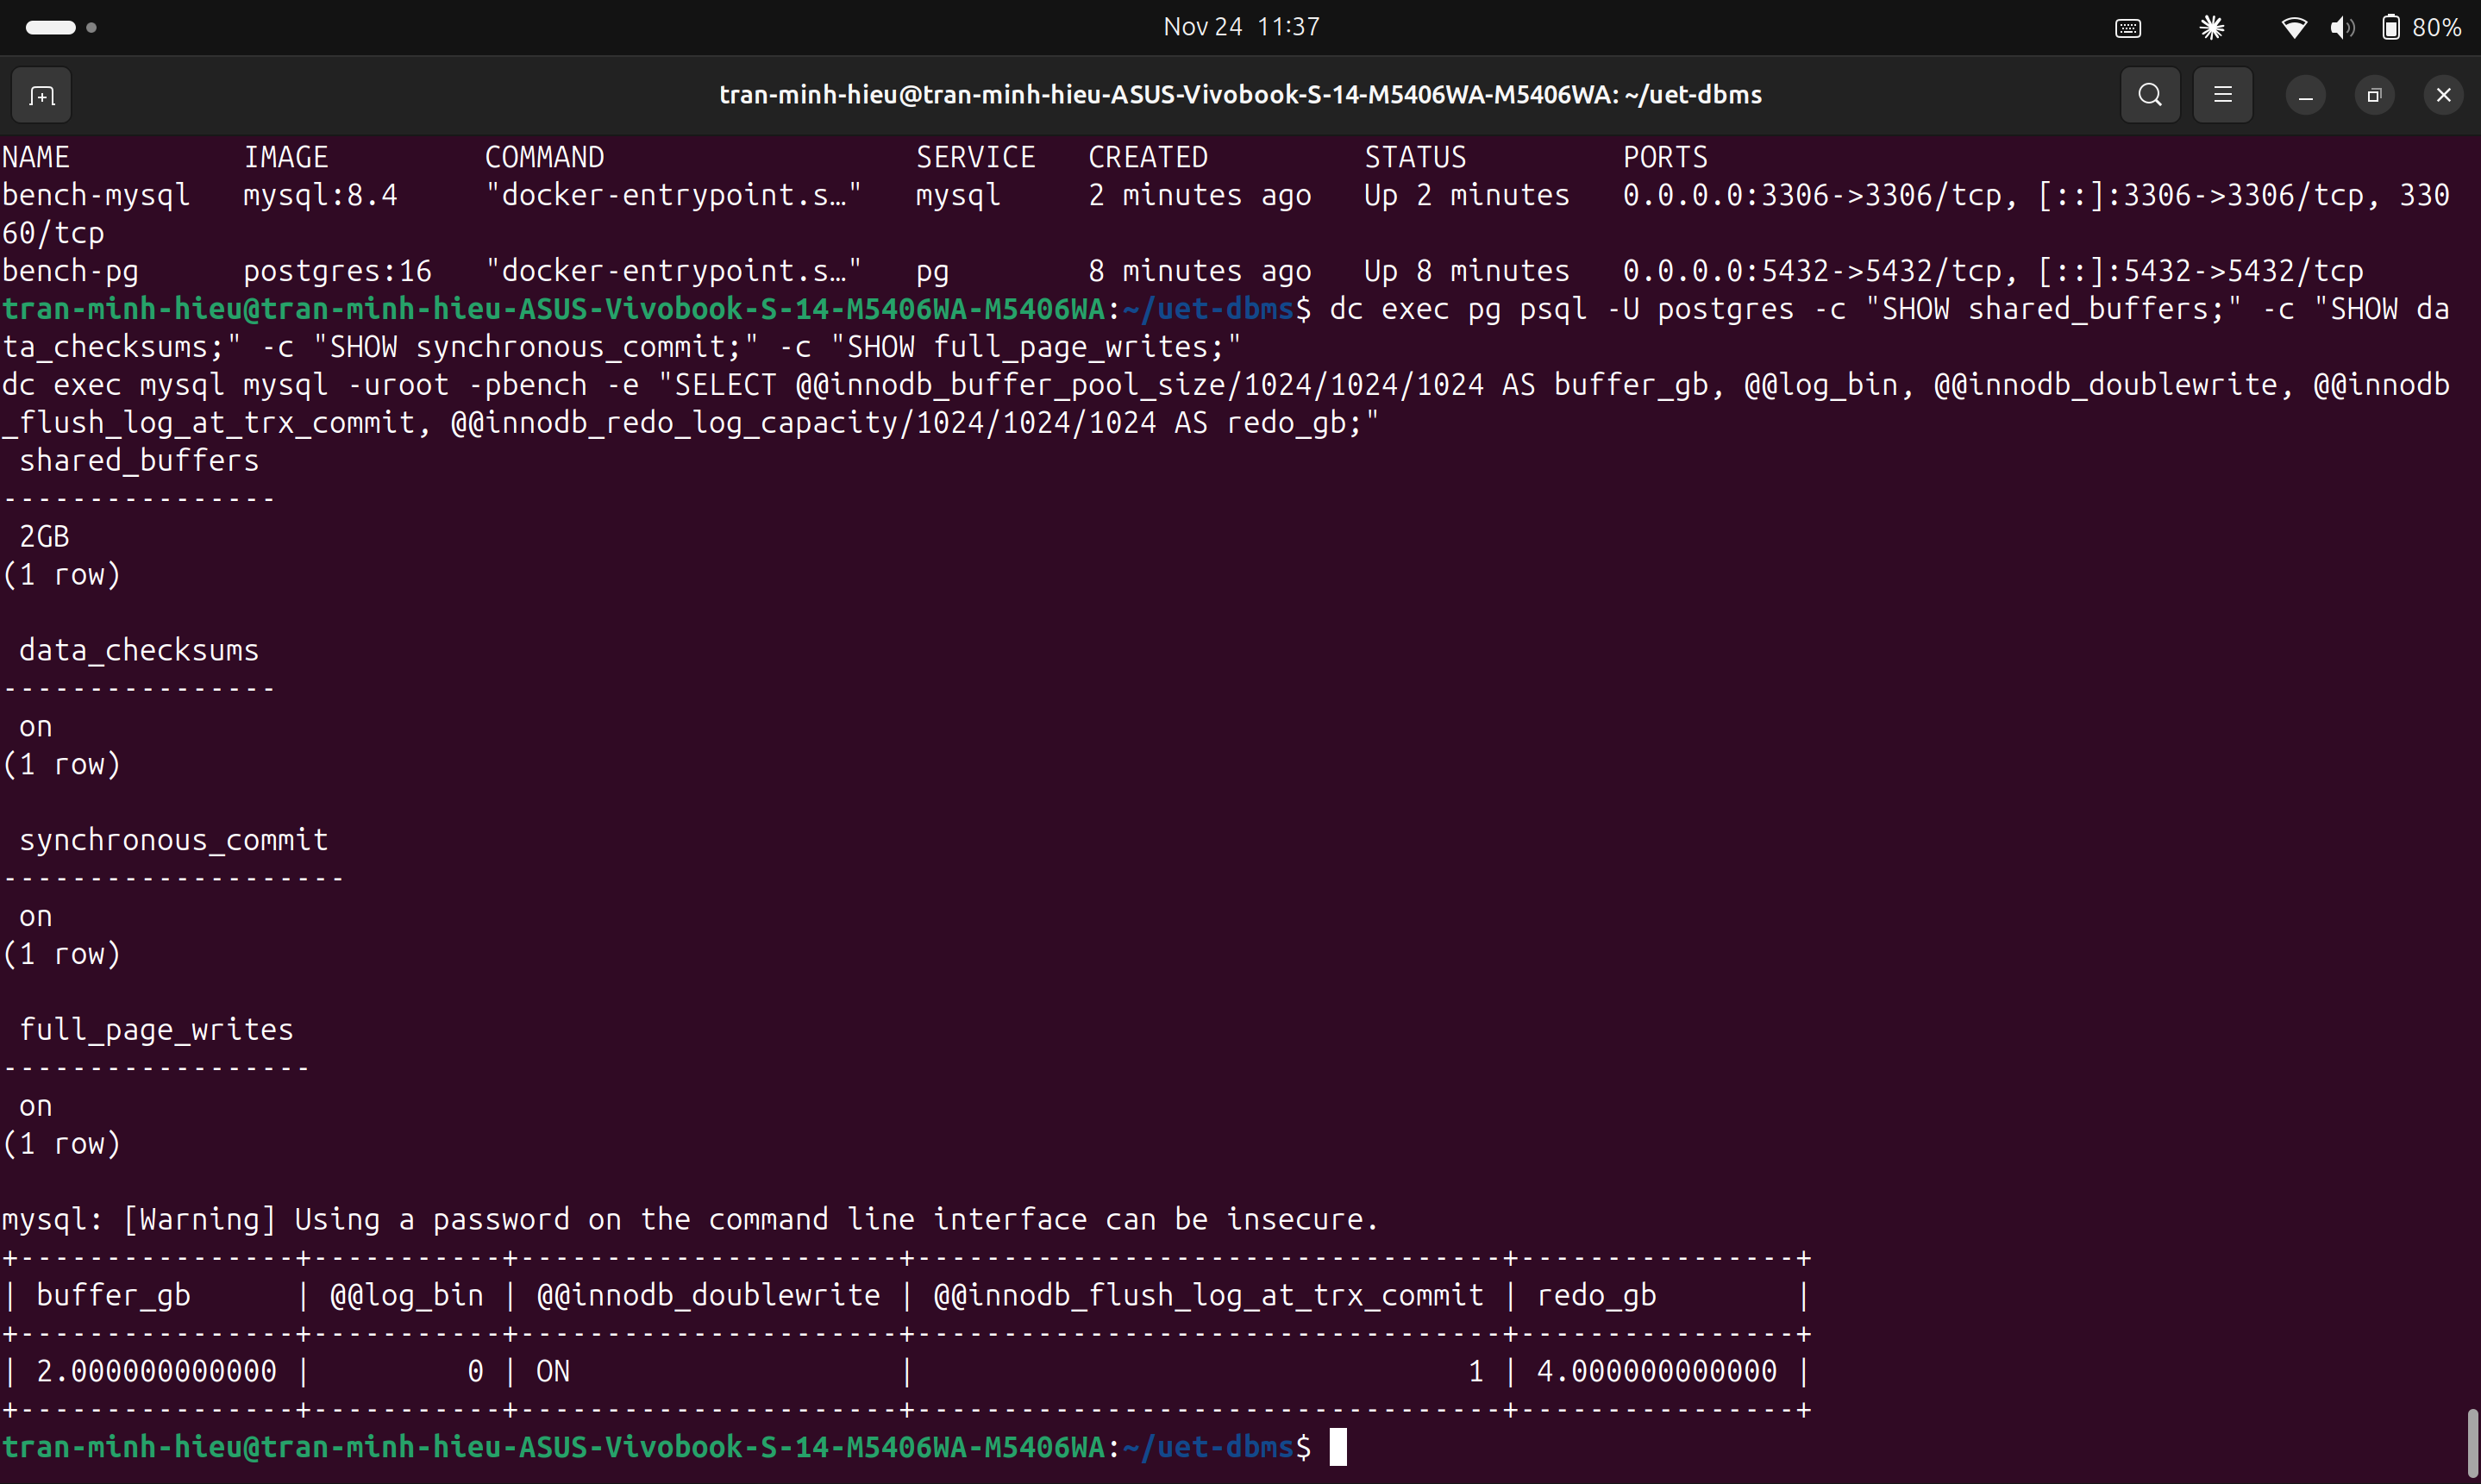 Nov 24 11:37
80%
tran-minh-hieu@tran-minh-hieu-ASUS-Vivobook-S-14-M5406WA-M5406WA: ~/uet-dbms
NAME IMAGE COMMAND SERVICE CREATED STATUS PORTS
bench-mysql mysql:8.4 "docker-entrypoint.s…" mysql 2 minutes ago Up 2 minutes 0.0.0.0:3306->3306/tcp, [::]:3306->3306/tcp, 330
60/tcp
bench-pg postgres:16 "docker-entrypoint.s…" pg 8 minutes ago Up 8 minutes 0.0.0.0:5432->5432/tcp, [::]:5432->5432/tcp
tran-minh-hieu@tran-minh-hieu-ASUS-Vivobook-S-14-M5406WA-M5406WA:~/uet-dbms$ dc exec pg psql -U postgres -c "SHOW shared_buffers;" -c "SHOW da
ta_checksums;" -c "SHOW synchronous_commit;" -c "SHOW full_page_writes;"
dc exec mysql mysql -uroot -pbench -e "SELECT @@innodb_buffer_pool_size/1024/1024/1024 AS buffer_gb, @@log_bin, @@innodb_doublewrite, @@innodb
_flush_log_at_trx_commit, @@innodb_redo_log_capacity/1024/1024/1024 AS redo_gb;"
 shared_buffers
----------------
 2GB
(1 row)

 data_checksums
----------------
 on
(1 row)

 synchronous_commit
--------------------
 on
(1 row)

 full_page_writes
------------------
 on
(1 row)

mysql: [Warning] Using a password on the command line interface can be insecure.
+----------------+-----------+----------------------+----------------------------------+----------------+
| buffer_gb      | @@log_bin | @@innodb_doublewrite | @@innodb_flush_log_at_trx_commit | redo_gb        |
+----------------+-----------+----------------------+----------------------------------+----------------+
| 2.000000000000 |         0 | ON                   |                                1 | 4.000000000000 |
+----------------+-----------+----------------------+----------------------------------+----------------+
tran-minh-hieu@tran-minh-hieu-ASUS-Vivobook-S-14-M5406WA-M5406WA:~/uet-dbms$